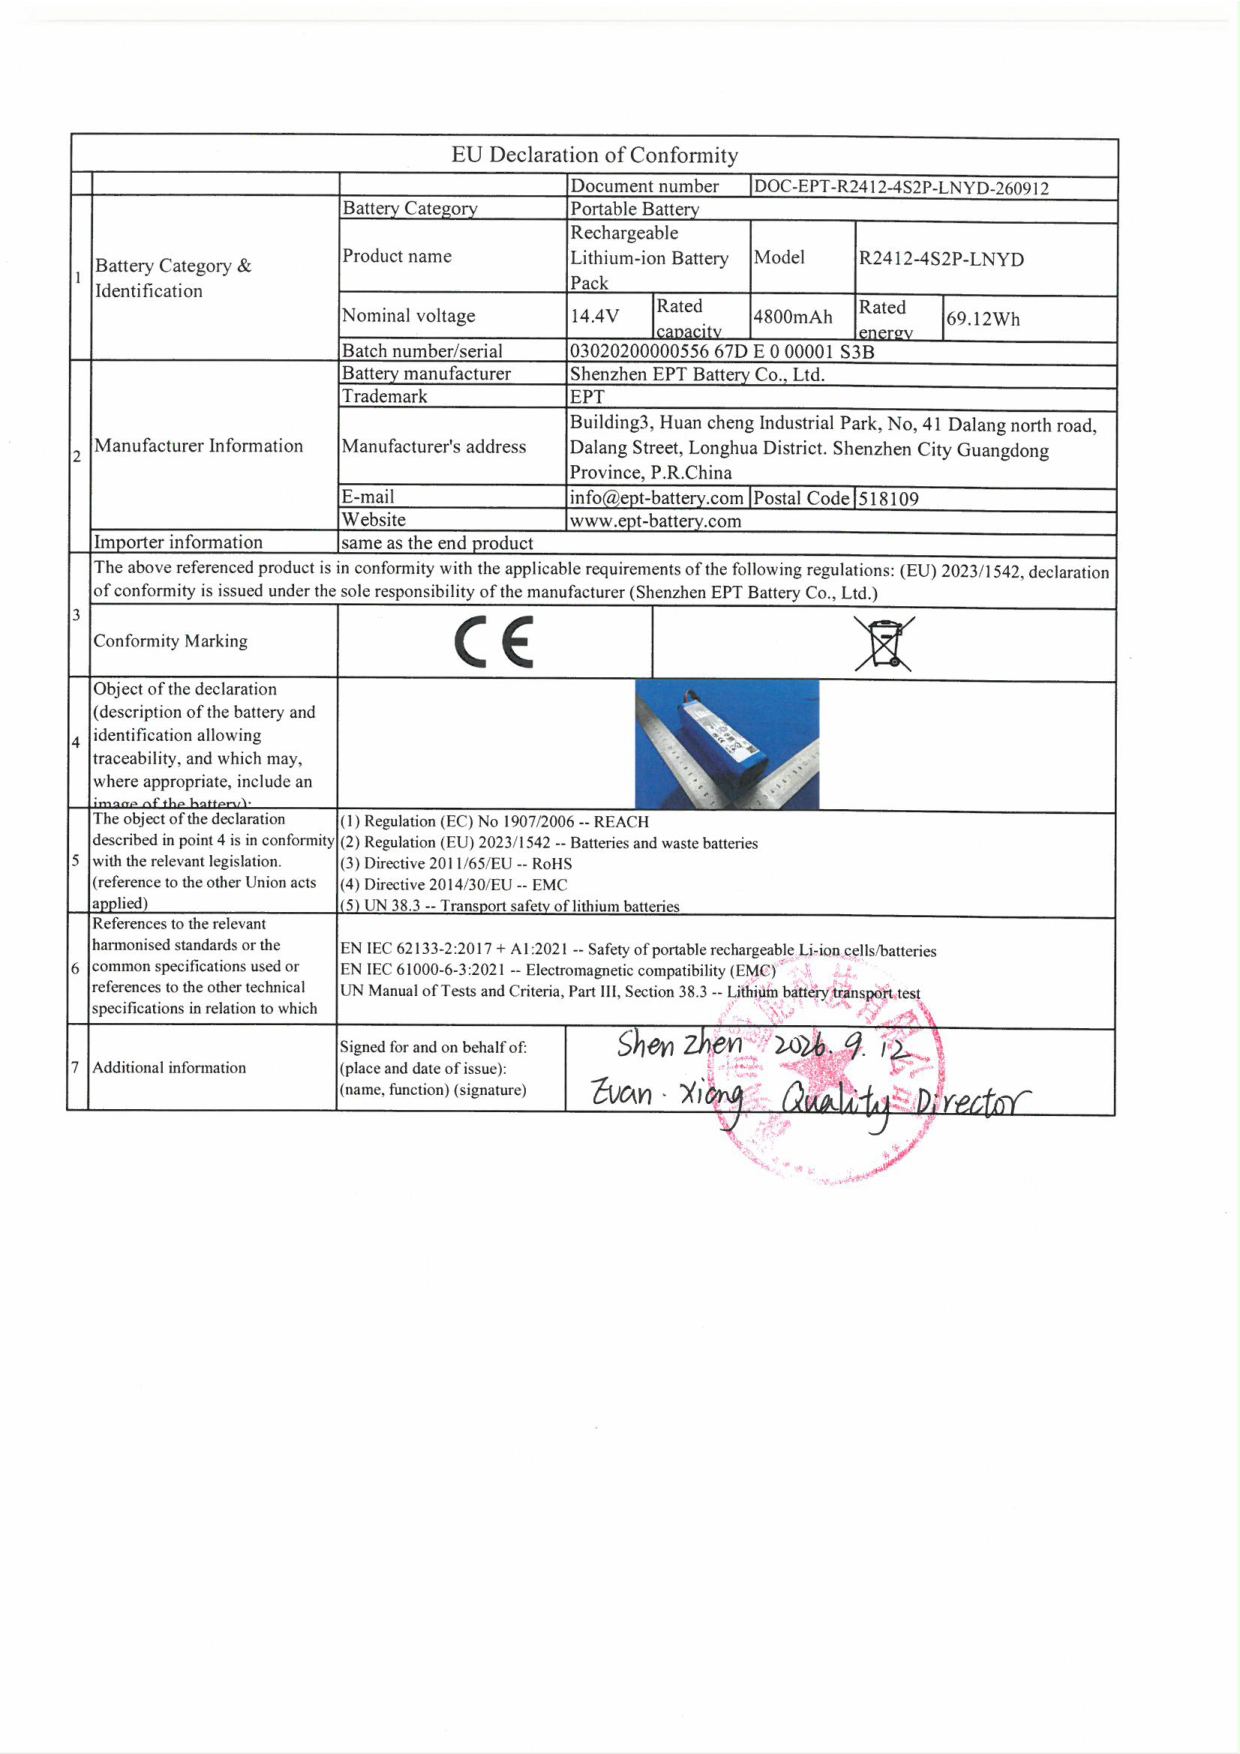 EU Declaration of Conformity
Document number DOC-EPT-R2412-4S2P-LNYD-260912
1
Battery Category &
Identification
Battery Category Portable Battery
Product name
Rechargeable
Lithium-ion Battery
Pack
Model R2412-4S2P-LNYD
Nominal voltage 14.4V
Rated
capacity
4800mAh
Rated
energy
69.12Wh
Batch number/serial 03020200000556 67D E 0 00001 S3B
2
Manufacturer Information
Battery manufacturer Shenzhen EPT Battery Co., Ltd.
Trademark EPT
Manufacturer's address
Building3, Huan cheng Industrial Park, No, 41 Dalang north road,
Dalang Street, Longhua District. Shenzhen City Guangdong
Province, P.R.China
E-mail info@ept-battery.com Postal Code 518109
Website www.ept-battery.com
Importer information same as the end product
3
The above referenced product is in conformity with the applicable requirements of the following regulations: (EU) 2023/1542, declaration
of conformity is issued under the sole responsibility of the manufacturer (Shenzhen EPT Battery Co., Ltd.)
Conformity Marking CE
4
Object of the declaration
(description of the battery and
identification allowing
traceability, and which may,
where appropriate, include an
image of the battery):
5
The object of the declaration
described in point 4 is in conformity
with the relevant legislation.
(reference to the other Union acts
applied)
(1) Regulation (EC) No 1907/2006 -- REACH
(2) Regulation (EU) 2023/1542 -- Batteries and waste batteries
(3) Directive 2011/65/EU -- RoHS
(4) Directive 2014/30/EU -- EMC
(5) UN 38.3 -- Transport safety of lithium batteries
6
References to the relevant
harmonised standards or the
common specifications used or
references to the other technical
specifications in relation to which
EN IEC 62133-2:2017 + A1:2021 -- Safety of portable rechargeable Li-ion cells/batteries
EN IEC 61000-6-3:2021 -- Electromagnetic compatibility (EMC)
UN Manual of Tests and Criteria, Part III, Section 38.3 -- Lithium battery transport test
7
Additional information
Signed for and on behalf of:
(place and date of issue):
(name, function) (signature)
Shen Zhen 2026. 9. 12
Evan. Xiong Quality Director